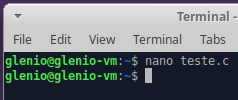 Terminal -
File Edit View Terminal Tabs
glenio@glenio-vm:~$ nano teste.c
glenio@glenio-vm:~$